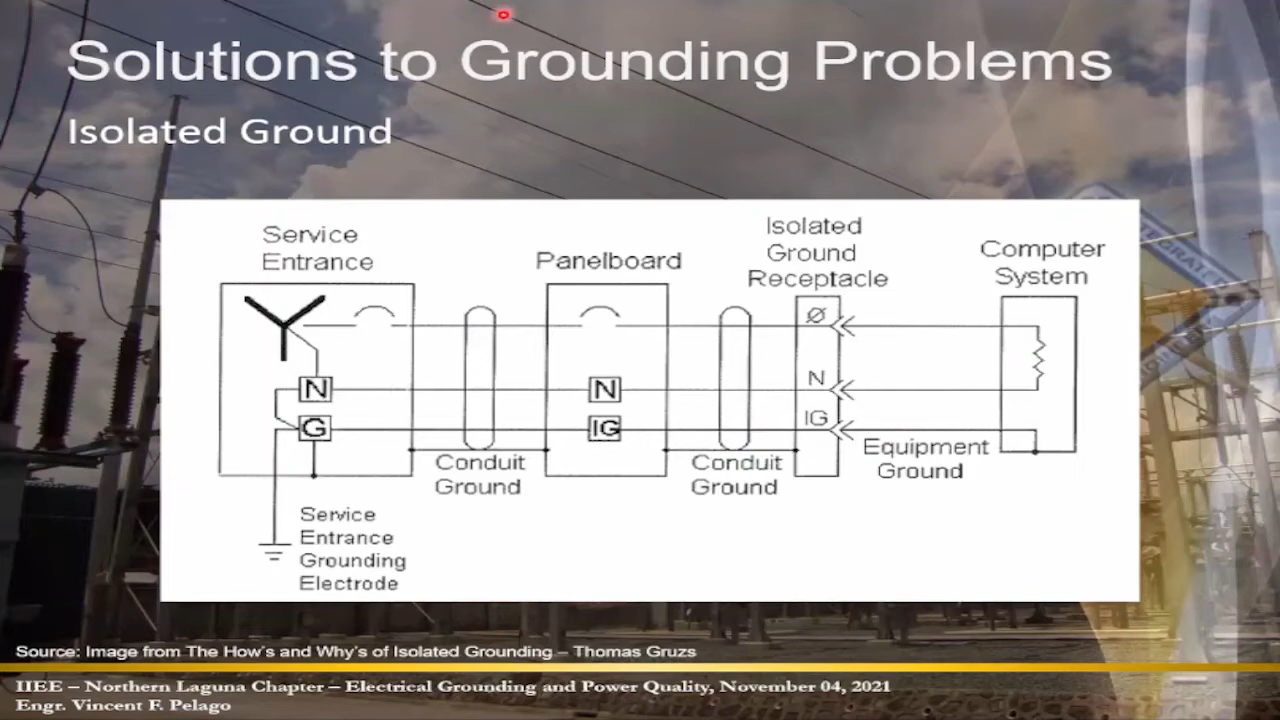 Solutions to Grounding Problems
Isolated Ground
Service
Entrance
Panelboard
Isolated
Ground
Receptacle
Computer
System
Ø
N
N
N
G
IG
IG
Equipment
Ground
Conduit
Ground
Conduit
Ground
Service
Entrance
Grounding
Electrode
Source: Image from The How's and Why's of Isolated Grounding – Thomas Gruzs
IIEE – Northern Laguna Chapter – Electrical Grounding and Power Quality, November 04, 2021
Engr. Vincent F. Pelago